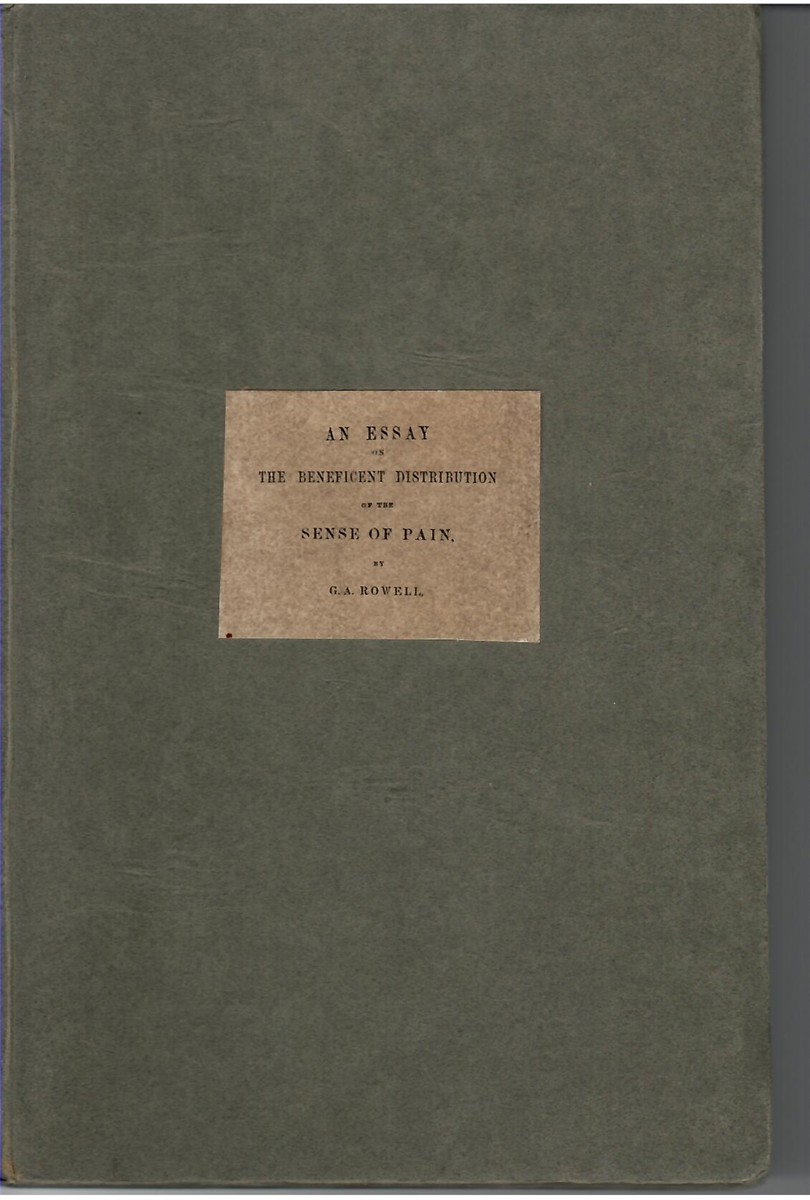 AN ESSAY
ON
THE BENEFICENT DISTRIBUTION
OF THE
SENSE OF PAIN,
BY
G. A. ROWELL.